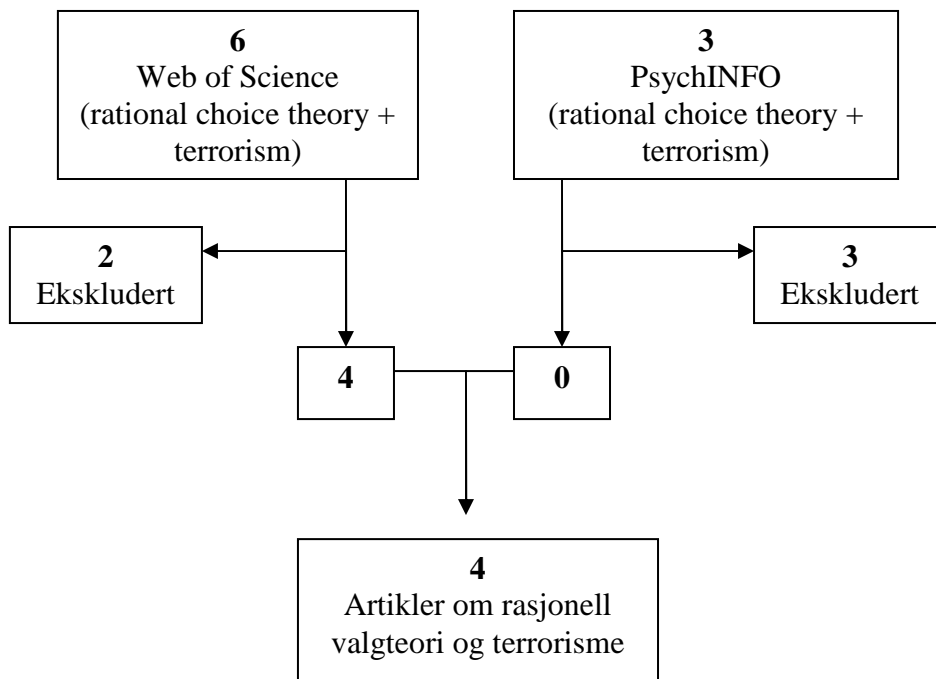 6
Web of Science
(rational choice theory +
terrorism)
3
PsychINFO
(rational choice theory +
terrorism)
2
Ekskludert
3
Ekskludert
4
0
4
Artikler om rasjonell
valgteori og terrorisme